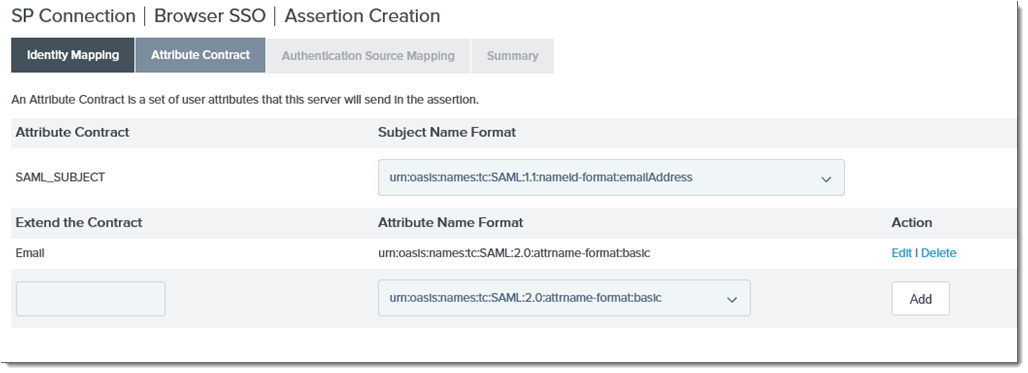 SP Connection | Browser SSO | Assertion Creation
Identity Mapping Attribute Contract Authentication Source Mapping Summary
An Attribute Contract is a set of user attributes that this server will send in the assertion.
Attribute Contract Subject Name Format
SAML_SUBJECT urn:oasis:names:tc:SAML:1.1:nameid-format:emailAddress
Extend the Contract Attribute Name Format Action
Email urn:oasis:names:tc:SAML:2.0:attrname-format:basic Edit | Delete
urn:oasis:names:tc:SAML:2.0:attrname-format:basic Add